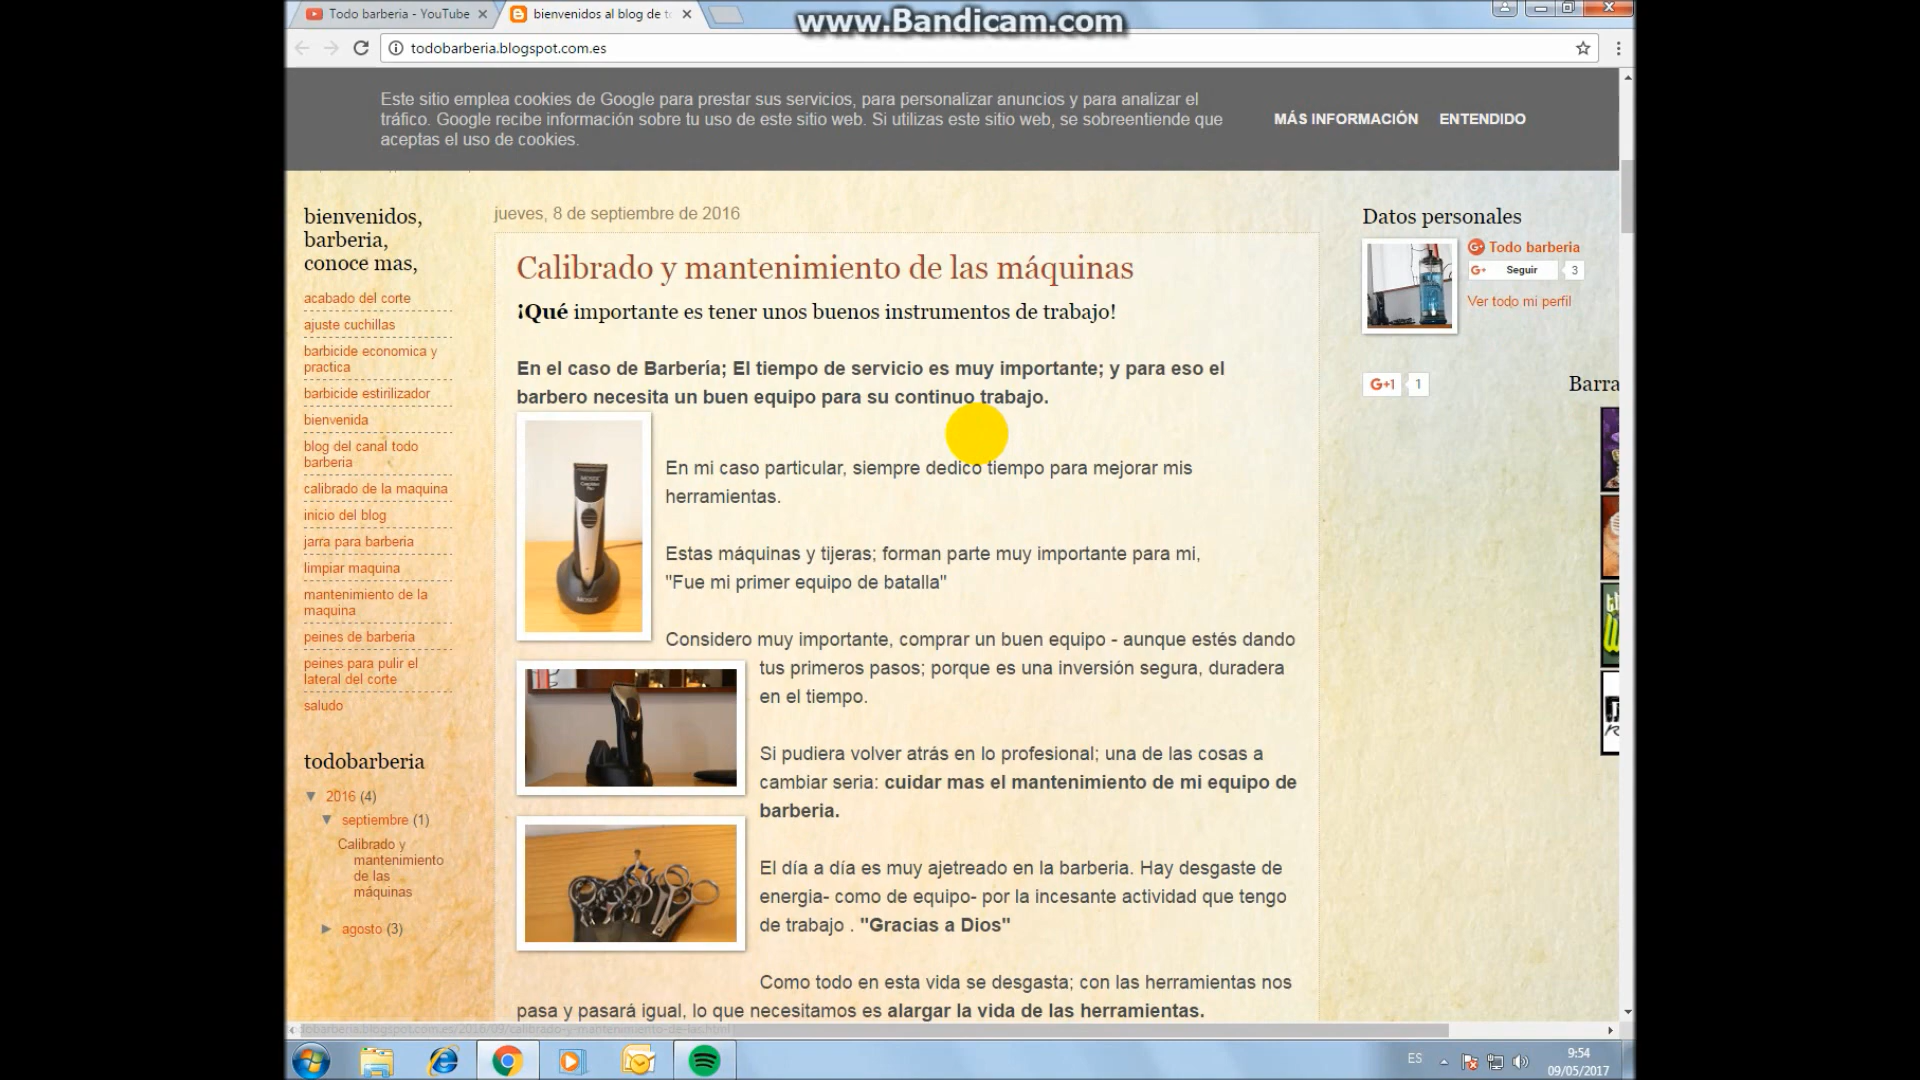 Todo barberia - YouTube
bienvenidos al blog de t
www.Bandicam.com
todobarberia.blogspot.com.es
Este sitio emplea cookies de Google para prestar sus servicios, para personalizar anuncios y para analizar el
tráfico. Google recibe información sobre tu uso de este sitio web. Si utilizas este sitio web, se sobreentiende que
aceptas el uso de cookies.
MÁS INFORMACIÓN
ENTENDIDO
bienvenidos,
barberia,
conoce mas,
acabado del corte
ajuste cuchillas
barbicide economica y
practica
barbicide estirilizador
bienvenida
blog del canal todo
barberia
calibrado de la maquina
inicio del blog
jarra para barberia
limpiar maquina
mantenimiento de la
maquina
peines de barberia
peines para pulir el
lateral del corte
saludo
todobarberia
▼ 2016 (4)
▼ septiembre (1)
Calibrado y
mantenimiento
de las
máquinas
► agosto (3)
jueves, 8 de septiembre de 2016
Calibrado y mantenimiento de las máquinas
¡Qué importante es tener unos buenos instrumentos de trabajo!
En el caso de Barbería; El tiempo de servicio es muy importante; y para eso el
barbero necesita un buen equipo para su continuo trabajo.
En mi caso particular, siempre dedico tiempo para mejorar mis
herramientas.
Estas máquinas y tijeras; forman parte muy importante para mi,
"Fue mi primer equipo de batalla"
Considero muy importante, comprar un buen equipo - aunque estés dando
tus primeros pasos; porque es una inversión segura, duradera
en el tiempo.
Si pudiera volver atrás en lo profesional; una de las cosas a
cambiar seria: cuidar mas el mantenimiento de mi equipo de
barberia.
El día a día es muy ajetreado en la barberia. Hay desgaste de
energia- como de equipo- por la incesante actividad que tengo
de trabajo . "Gracias a Dios"
Como todo en esta vida se desgasta; con las herramientas nos
pasa y pasará igual, lo que necesitamos es alargar la vida de las herramientas.
Datos personales
Todo barberia
G+ Seguir 3
Ver todo mi perfil
G+1 1
Barra
todobarberia.blogspot.com.es/2016/09/calibrado-y-mantenimiento-de-las.html
ES
9:54
09/05/2017